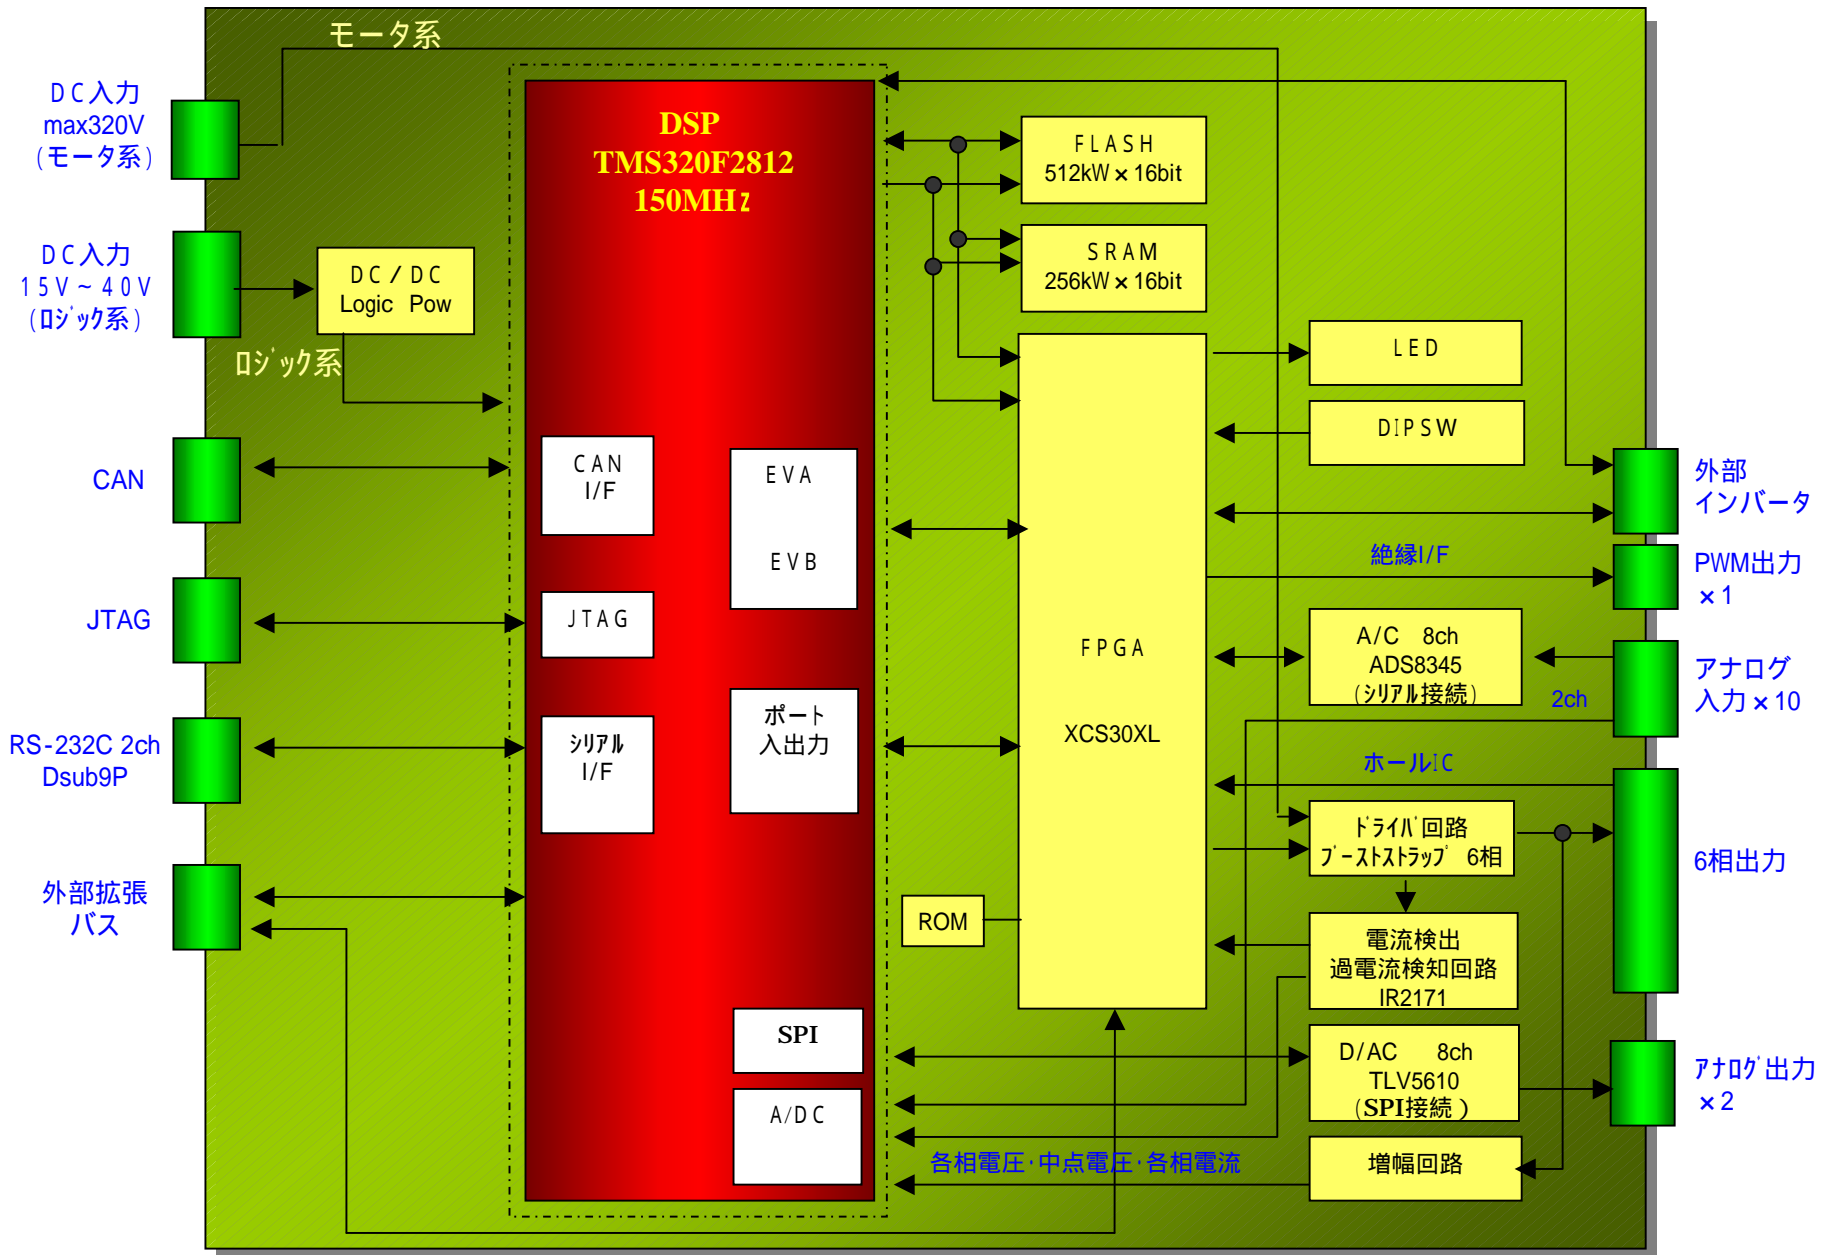 モータ系
DC入力
max320V
(モータ系)
DC入力
15V~40V
(ﾛｼﾞｯｸ系)
DC/DC
Logic Pow
ﾛｼﾞｯｸ系
CAN
JTAG
RS-232C 2ch
Dsub9P
外部拡張
バス
DSP
TMS320F2812
150MHz
CAN
I/F
JTAG
ｼﾘｱﾙ
I/F
EVA
EVB
ポート
入出力
SPI
A/DC
FLASH
512kW×16bit
SRAM
256kW×16bit
FPGA
XCS30XL
ROM
LED
DIPSW
絶縁I/F
A/C 8ch
ADS8345
(ｼﾘｱﾙ接続)
2ch
ホールIC
ﾄﾞﾗｲﾊﾞ回路
ﾌﾞｰｽﾄｽﾄﾗｯﾌﾟ 6相
電流検出
過電流検知回路
IR2171
D/AC 8ch
TLV5610
(SPI接続)
増幅回路
各相電圧・中点電圧・各相電流
外部
インバータ
PWM出力
×1
アナログ
入力×10
6相出力
ｱﾅﾛｸﾞ出力
×2